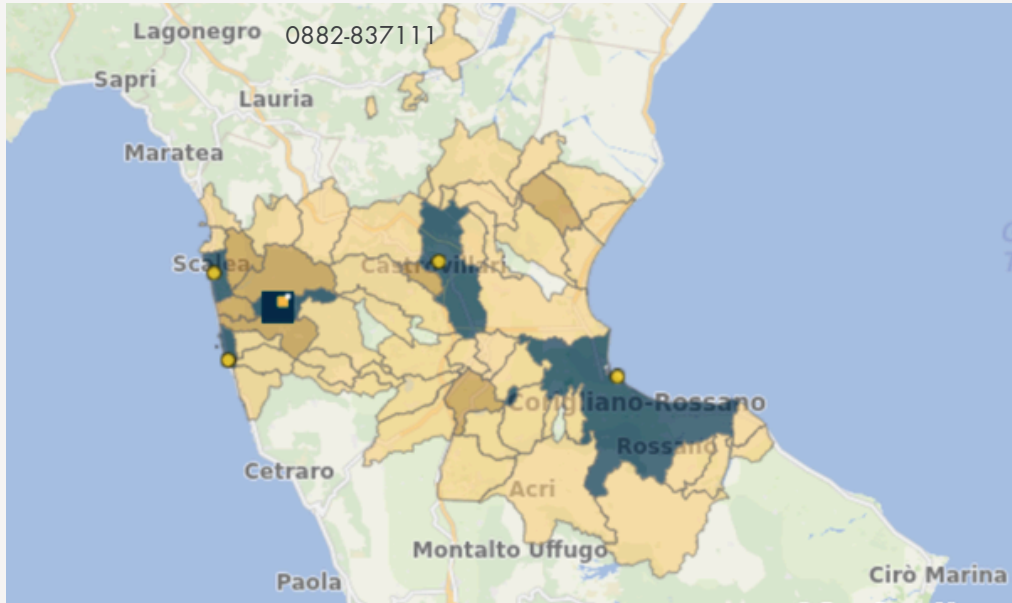 Lagonegro
0882-837111
Sapri
Lauria
Maratea
Scalea
Castrovillari
Corigliano-Rossano
Rossano
Cetraro
Acri
Montalto Uffugo
Paola
Cirò Marina